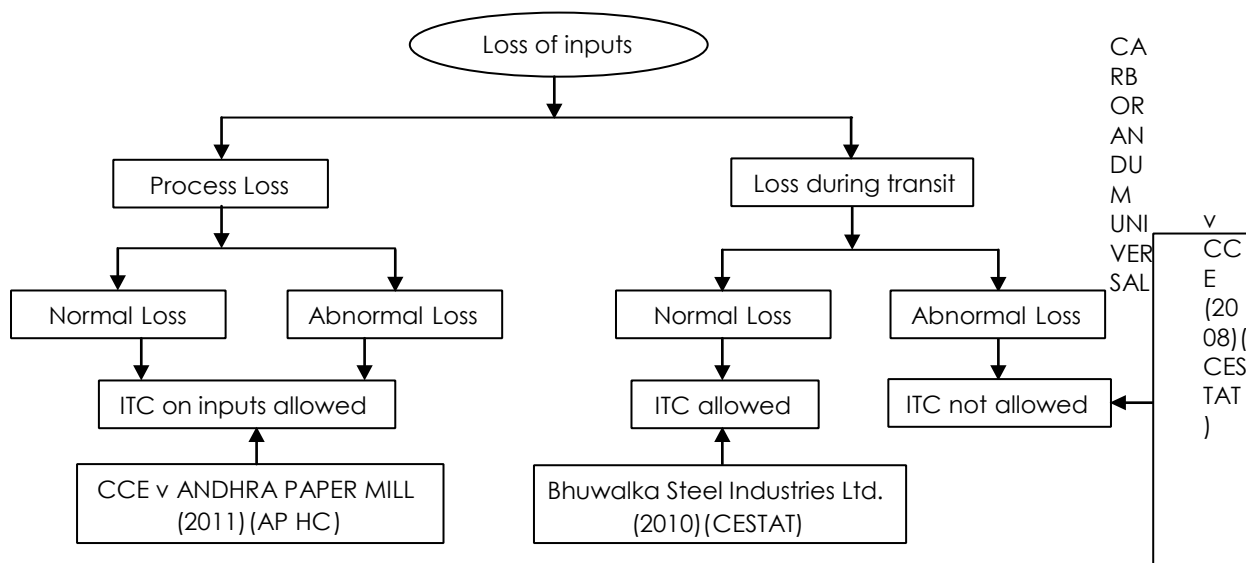 Loss of inputs
Process Loss
Loss during transit
Normal Loss
Abnormal Loss
Normal Loss
Abnormal Loss
ITC on inputs allowed
ITC allowed
ITC not allowed
CCE v ANDHRA PAPER MILL
(2011)(AP HC)
Bhuwalka Steel Industries Ltd.
(2010)(CESTAT)
CA
RB
OR
AN
DU
M
UNI
VER
SAL
v
CC
E
(20
08)(
CES
TAT
)